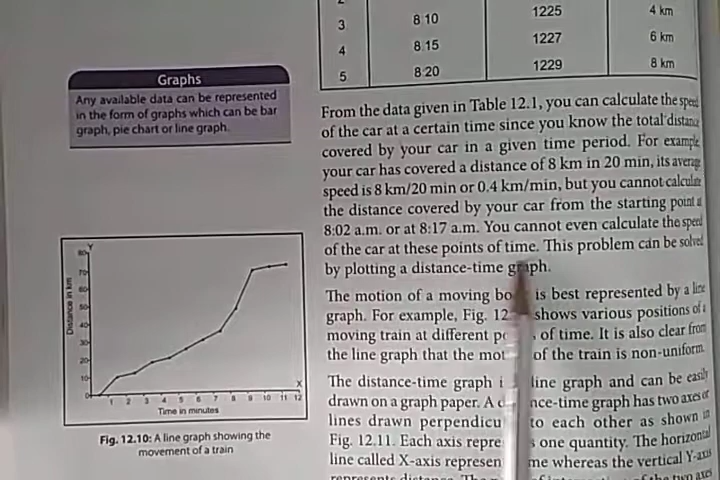 1225 4 km
3 8 10 1227 6 km
4 8.15 1229 8 km
5 8.20
Graphs
Any available data can be represented
in the form of graphs which can be bar
graph, pie chart or line graph.
From the data given in Table 12.1, you can calculate the speed
of the car at a certain time since you know the total distance
covered by your car in a given time period. For example
your car has covered a distance of 8 km in 20 min, its average
speed is 8 km/20 min or 0.4 km/min, but you cannot calculate
the distance covered by your car from the starting point at
8:02 a.m. or at 8:17 a.m. You cannot even calculate the speed
of the car at these points of time. This problem can be solved
by plotting a distance-time graph.
The motion of a moving bo is best represented by a line
graph. For example, Fig. 12. shows various positions of a
moving train at different po of time. It is also clear from
the line graph that the mot of the train is non-uniform.
The distance-time graph i line graph and can be easily
drawn on a graph paper. A d nce-time graph has two axes or
lines drawn perpendicu to each other as shown in
Fig. 12.11. Each axis repre s one quantity. The horizontal
line called X-axis represen me whereas the vertical Y-axis
represents distance. The
Y
80
70
60
50
40
30
20
10
0
Distance in km
X
1 2 3 4 5 6 7 8 9 10 11 12
Time in minutes
Fig. 12.10: A line graph showing the
movement of a train